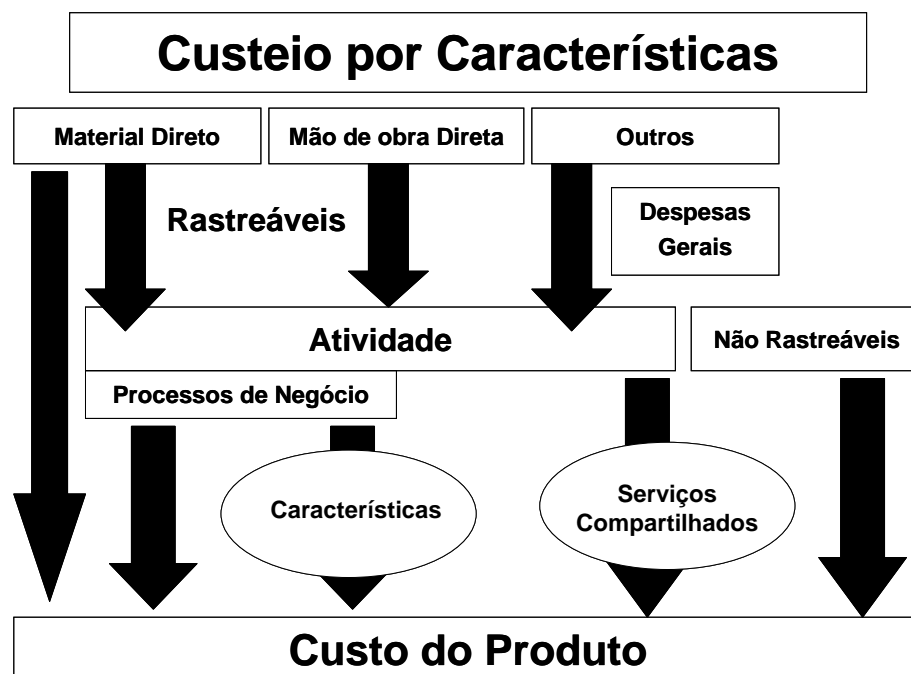 Custeio por Características
Material Direto
Mão de obra Direta
Outros
Rastreáveis
Despesas
Gerais
Atividade
Não Rastreáveis
Processos de Negócio
Características
Serviços
Compartilhados
Custo do Produto